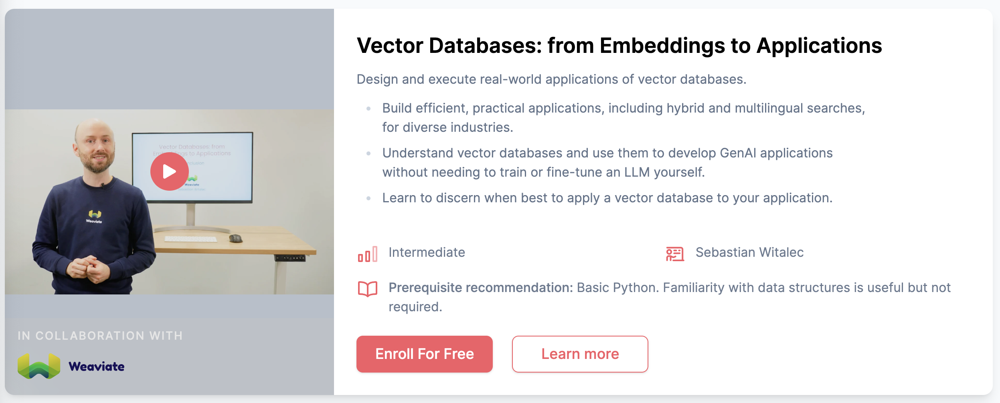 Vector Databases: from Embeddings to Applications
Design and execute real-world applications of vector databases.
Build efficient, practical applications, including hybrid and multilingual searches,
for diverse industries.
Understand vector databases and use them to develop GenAI applications
without needing to train or fine-tune an LLM yourself.
Learn to discern when best to apply a vector database to your application.
Intermediate
Sebastian Witalec
Prerequisite recommendation: Basic Python. Familiarity with data structures is useful but not
required.
Enroll For Free
Learn more
Vector Databases: from
to Applications
Weaviate
Witalec
Weaviate
IN COLLABORATION WITH
Weaviate